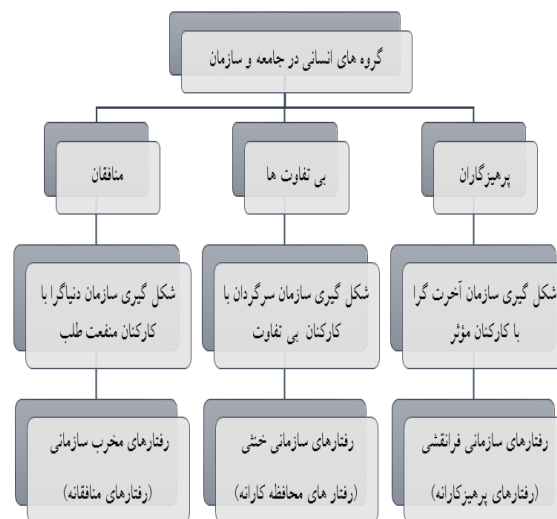 گروه های انسانی در جامعه و سازمان
پرهیزگاران
بی تفاوت ها
منافقان
شکل گیری سازمان آخرت گرا
با کارکنان مؤثر
شکل گیری سازمان سرگردان با
کارکنان بی تفاوت
شکل گیری سازمان دنیاگرا با
کارکنان منفعت طلب
رفتارهای سازمانی فرانقشی
(رفتارهای پرهیزکارانه)
رفتارهای سازمانی خنثی
(رفتار های محافظه کارانه)
رفتارهای مخرب سازمانی
(رفتارهای منافقانه)